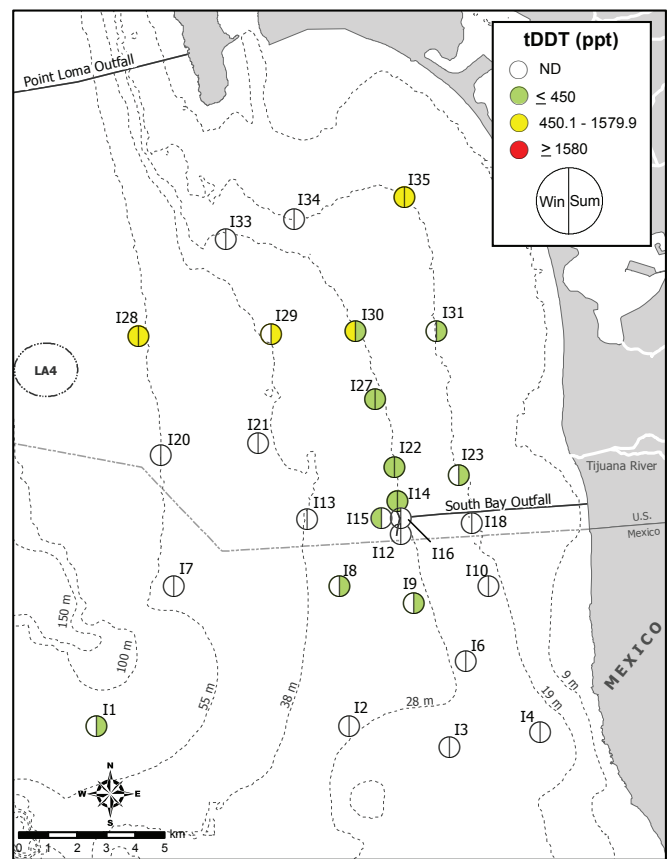 tDDT (ppt)
ND
≤ 450
450.1 - 1579.9
≥ 1580
Win Sum
Point Loma Outfall
I35
I34
I33
I28
I29
I30
I31
LA4
I27
I21
I20
I22
I23
Tijuana River
I14
South Bay Outfall
I13
I15
I18
U.S.
Mexico
I12
I16
I7
I8
I9
I10
150 m
100 m
MEXICO
I6
55 m
38 m
28 m
19 m
9 m
I1
I2
I3
I4
N
W E
S
0 1 2 3 4 5 km